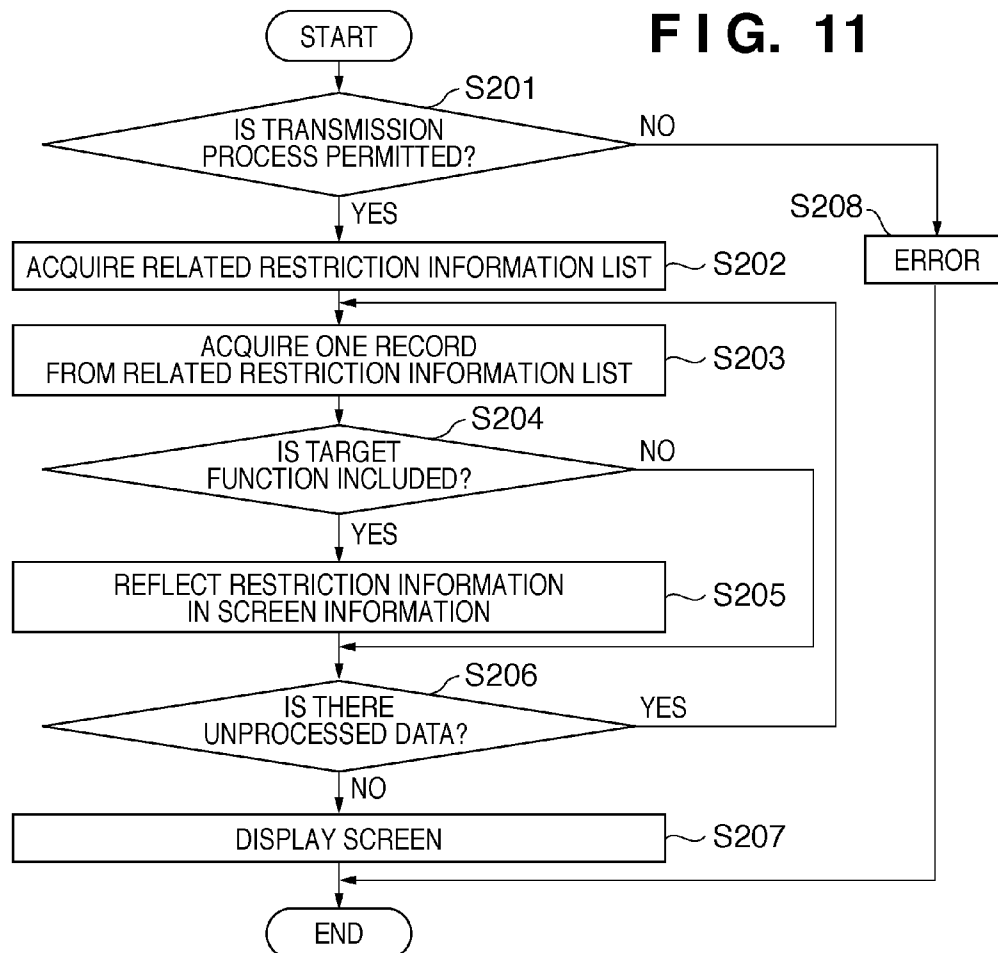 FIG. 11
START
S201
IS TRANSMISSION
PROCESS PERMITTED?
NO
YES
S208
ERROR
ACQUIRE RELATED RESTRICTION INFORMATION LIST
S202
ACQUIRE ONE RECORD
FROM RELATED RESTRICTION INFORMATION LIST
S203
S204
IS TARGET
FUNCTION INCLUDED?
NO
YES
REFLECT RESTRICTION INFORMATION
IN SCREEN INFORMATION
S205
S206
IS THERE
UNPROCESSED DATA?
YES
NO
DISPLAY SCREEN
S207
END